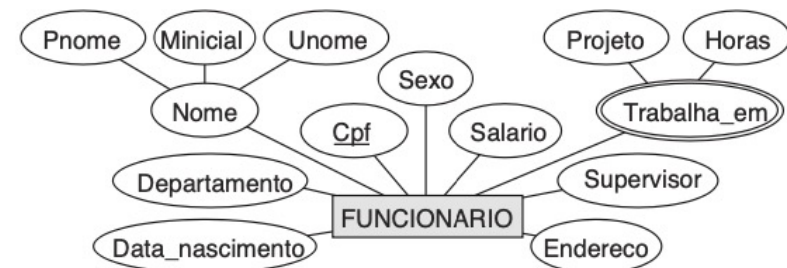 Pnome
Minicial
Unome
Projeto
Horas
Nome
Sexo
Trabalha_em
Cpf
Salario
Departamento
Supervisor
FUNCIONARIO
Data_nascimento
Endereco